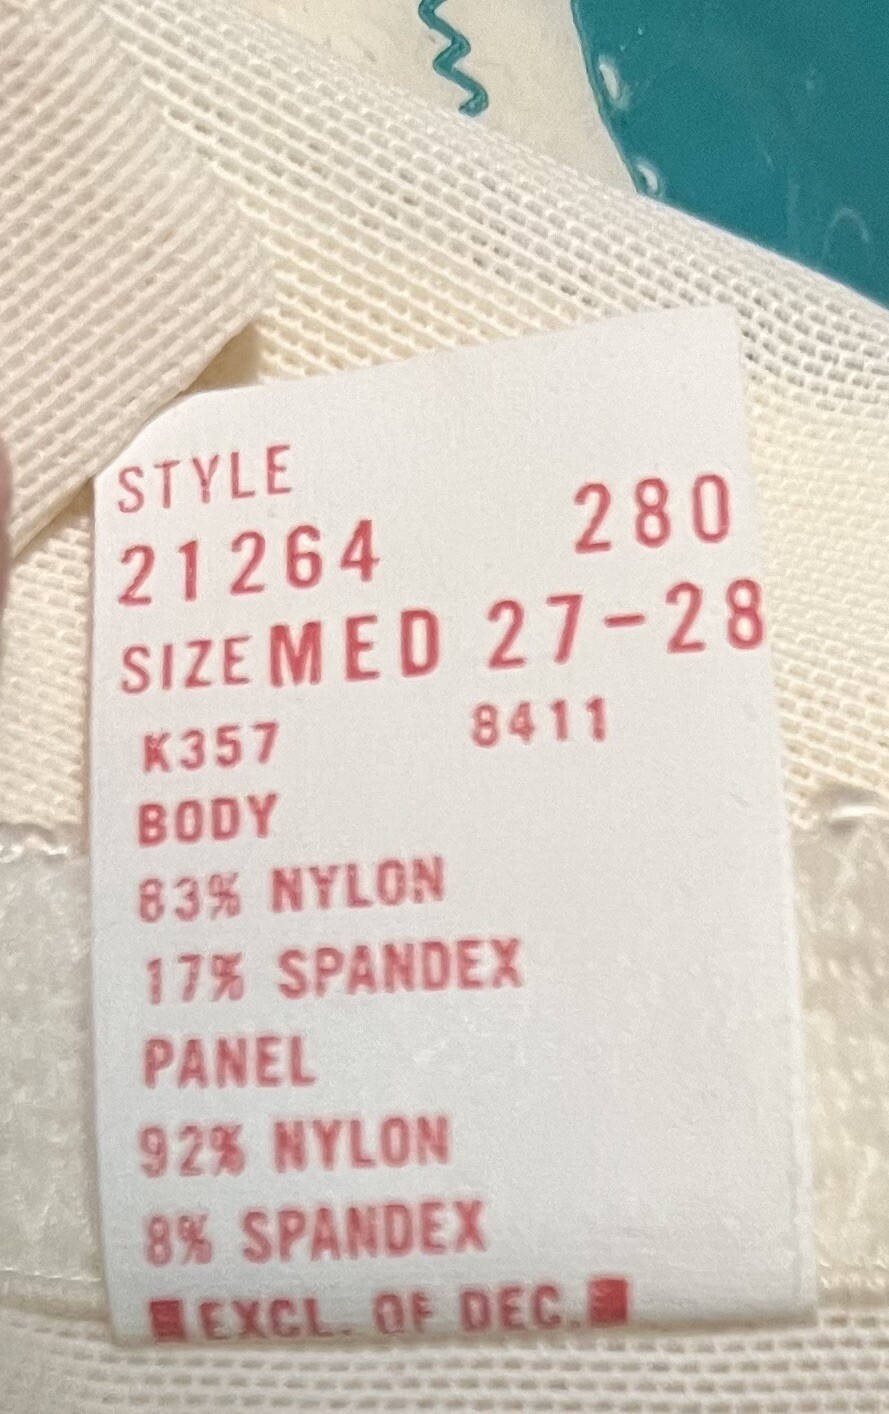 STYLE
21264 280
SIZE MED 27-28
K357 8411
BODY
83% NYLON
17% SPANDEX
PANEL
92% NYLON
8% SPANDEX
EXCL. OF DEC.